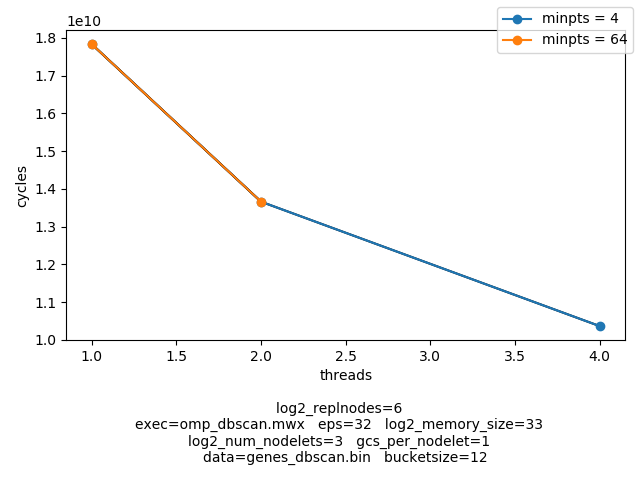 1e10
minpts = 4
minpts = 64
1.8
1.7
1.6
1.5
1.4
1.3
1.2
1.1
1.0
cycles
1.0 1.5 2.0 2.5 3.0 3.5 4.0
threads
log2_replnodes=6
exec=omp_dbscan.mwx eps=32 log2_memory_size=33
log2_num_nodelets=3 gcs_per_nodelet=1
data=genes_dbscan.bin bucketsize=12